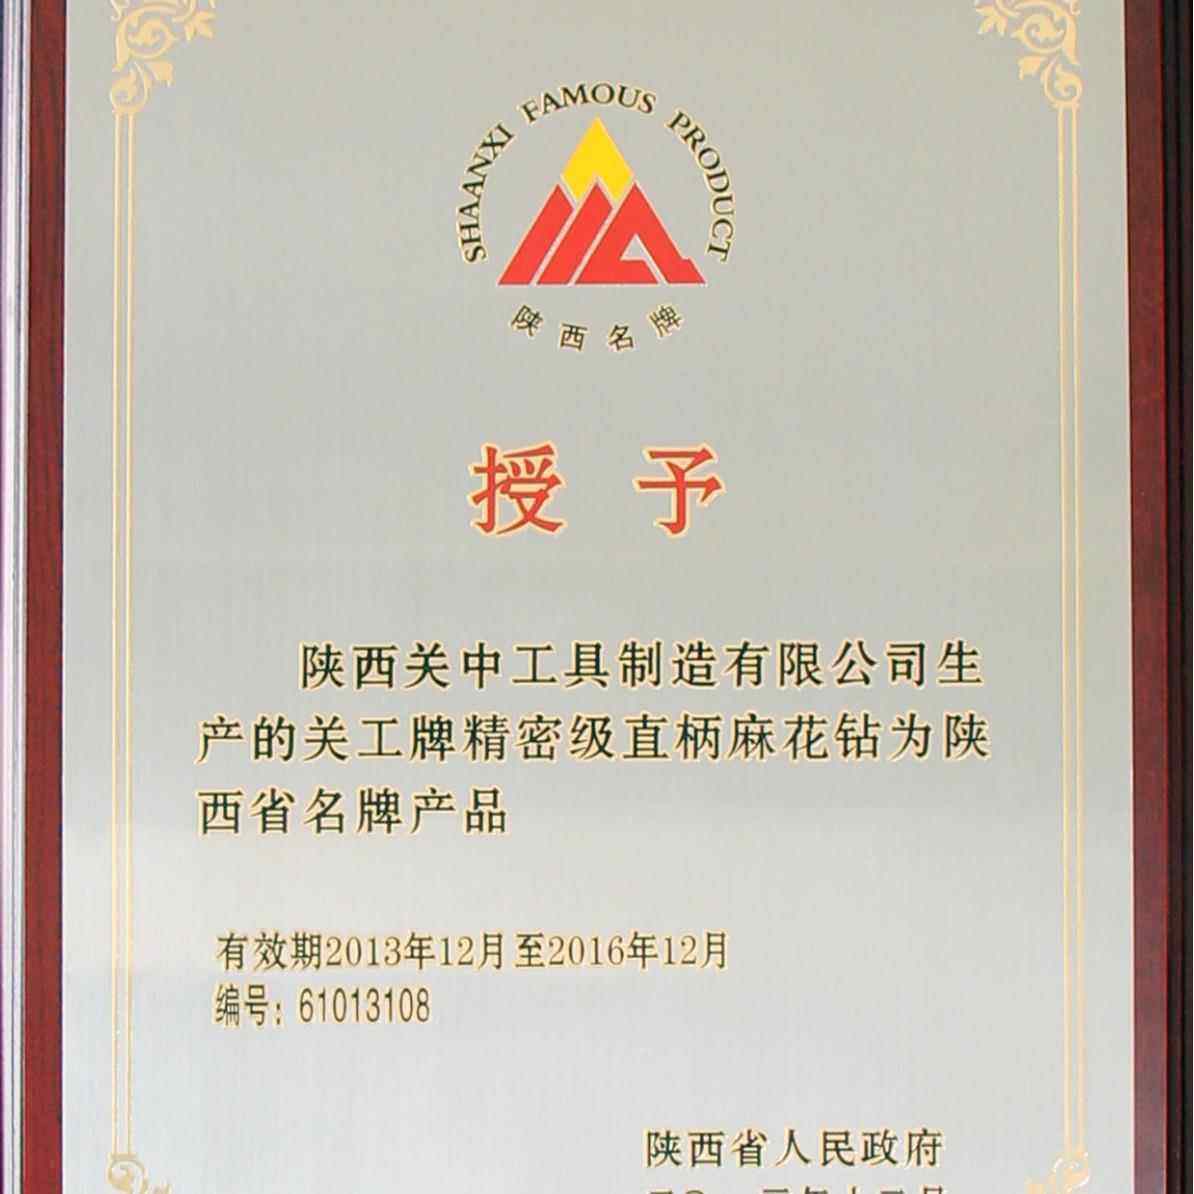 SHAANXI FAMOUS PRODUCT
陕西名牌
授予
陕西关中工具制造有限公司生
产的关工牌精密级直柄麻花钻为陕
西省名牌产品
有效期2013年12月至2016年12月
编号：61013108
陕西省人民政府